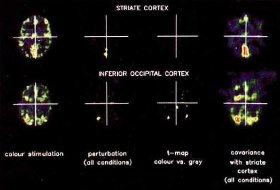 STRIATE CORTEX
INFERIOR OCCIPITAL CORTEX
colour stimulation
perturbation
(all conditions)
t-map
colour vs. grey
covariance
with striate
cortex
(all conditions)